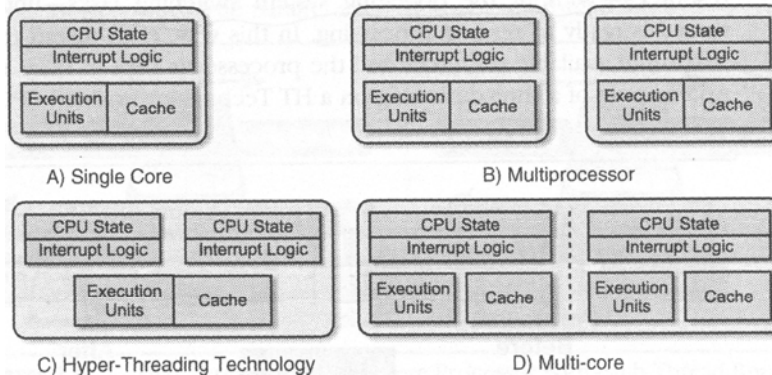 CPU State
Interrupt Logic
Execution Units
Cache
A) Single Core
CPU State
Interrupt Logic
Execution Units
Cache
CPU State
Interrupt Logic
Execution Units
Cache
B) Multiprocessor
CPU State
Interrupt Logic
CPU State
Interrupt Logic
Execution Units
Cache
C) Hyper-Threading Technology
CPU State
Interrupt Logic
Execution Units
Cache
CPU State
Interrupt Logic
Execution Units
Cache
D) Multi-core